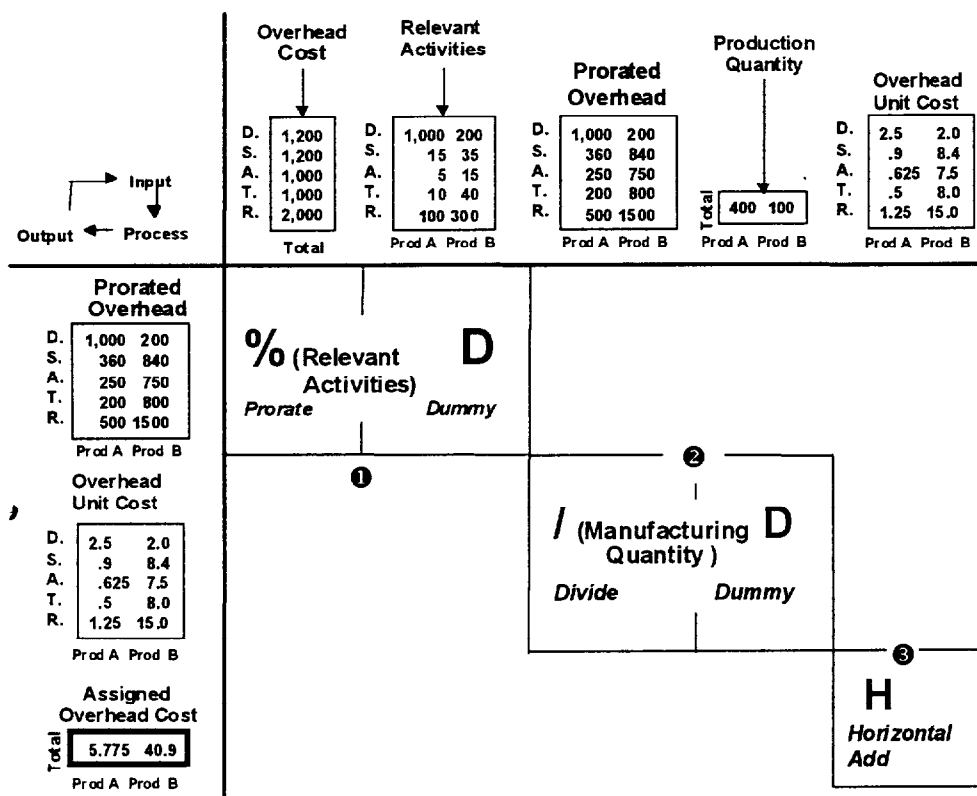 Overhead
Cost
Relevant
Activities
Prorated
Overhead
Production
Quantity
Overhead
Unit Cost
D. 1,200
S. 1,200
A. 1,000
T. 1,000
R. 2,000
Total
D. 1,000 200
S. 15 35
A. 5 15
T. 10 40
R. 100 300
Prod A Prod B
D. 1,000 200
S. 360 840
A. 250 750
T. 200 800
R. 500 1500
Prod A Prod B
Total 400 100
Prod A Prod B
D. 2.5 2.0
S. .9 8.4
A. .625 7.5
T. .5 8.0
R. 1.25 15.0
Prod A Prod B
Input
Output Process
Prorated
Overhead
D. 1,000 200
S. 360 840
A. 250 750
T. 200 800
R. 500 1500
Prod A Prod B
% (Relevant D
Activities)
Prorate Dummy
❶
Overhead
Unit Cost
D. 2.5 2.0
S. .9 8.4
A. .625 7.5
T. .5 8.0
R. 1.25 15.0
Prod A Prod B
❷
/ (Manufacturing D
Quantity )
Divide Dummy
❸
Assigned
Overhead Cost
Total 5.775 40.9
Prod A Prod B
H
Horizontal
Add